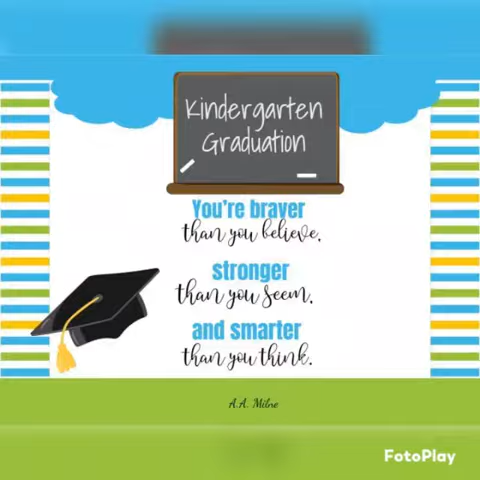 Kindergarten
Graduation
You're braver
than you believe,
stronger
than you seem,
and smarter
than you think.
A.A. Milne
FotoPlay